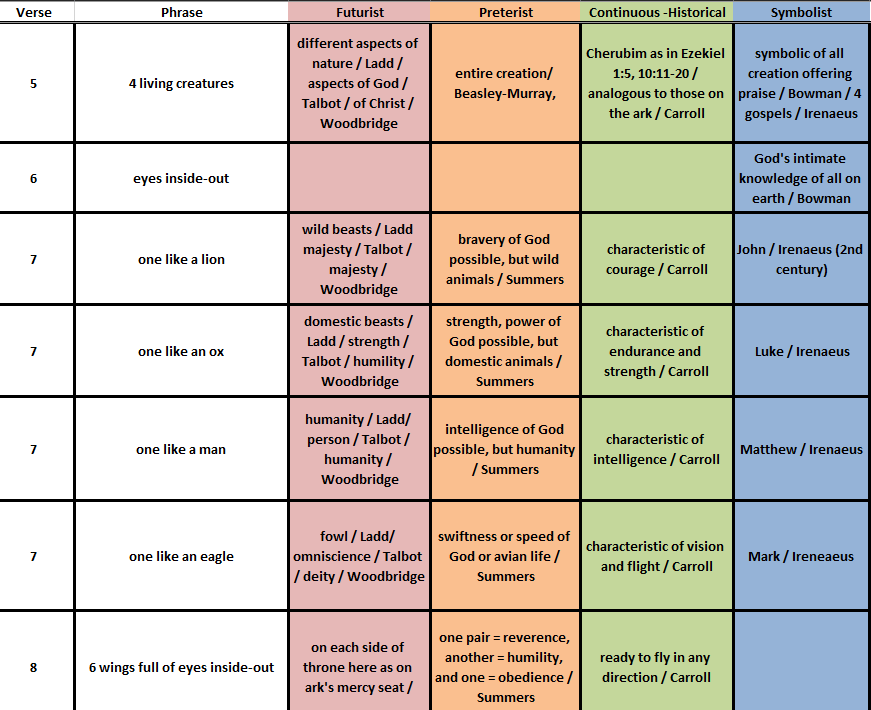 Verse
Phrase
Futurist
Preterist
Continuous -Historical
Symbolist
5
4 living creatures
different aspects of
nature / Ladd /
aspects of God /
Talbot / of Christ /
Woodbridge
entire creation/
Beasley-Murray,
Cherubim as in Ezekiel
1:5, 10:11-20 /
analogous to those on
the ark / Carroll
symbolic of all
creation offering
praise / Bowman / 4
gospels / Irenaeus
6
eyes inside-out
God's intimate
knowledge of all on
earth / Bowman
7
one like a lion
wild beasts / Ladd
majesty / Talbot /
majesty /
Woodbridge
bravery of God
possible, but wild
animals / Summers
characteristic of
courage / Carroll
John / Irenaeus (2nd
century)
7
one like an ox
domestic beasts /
Ladd / strength /
Talbot / humility /
Woodbridge
strength, power of
God possible, but
domestic animals /
Summers
characteristic of
endurance and
strength / Carroll
Luke / Irenaeus
7
one like a man
humanity / Ladd/
person / Talbot /
humanity /
Woodbridge
intelligence of God
possible, but humanity
/ Summers
characteristic of
intelligence / Carroll
Matthew / Irenaeus
7
one like an eagle
fowl / Ladd/
omniscience / Talbot
/ deity / Woodbridge
swiftness or speed of
God or avian life /
Summers
characteristic of vision
and flight / Carroll
Mark / Ireneaeus
8
6 wings full of eyes inside-out
on each side of
throne here as on
ark's mercy seat /
one pair = reverence,
another = humility,
and one = obedience /
Summers
ready to fly in any
direction / Carroll